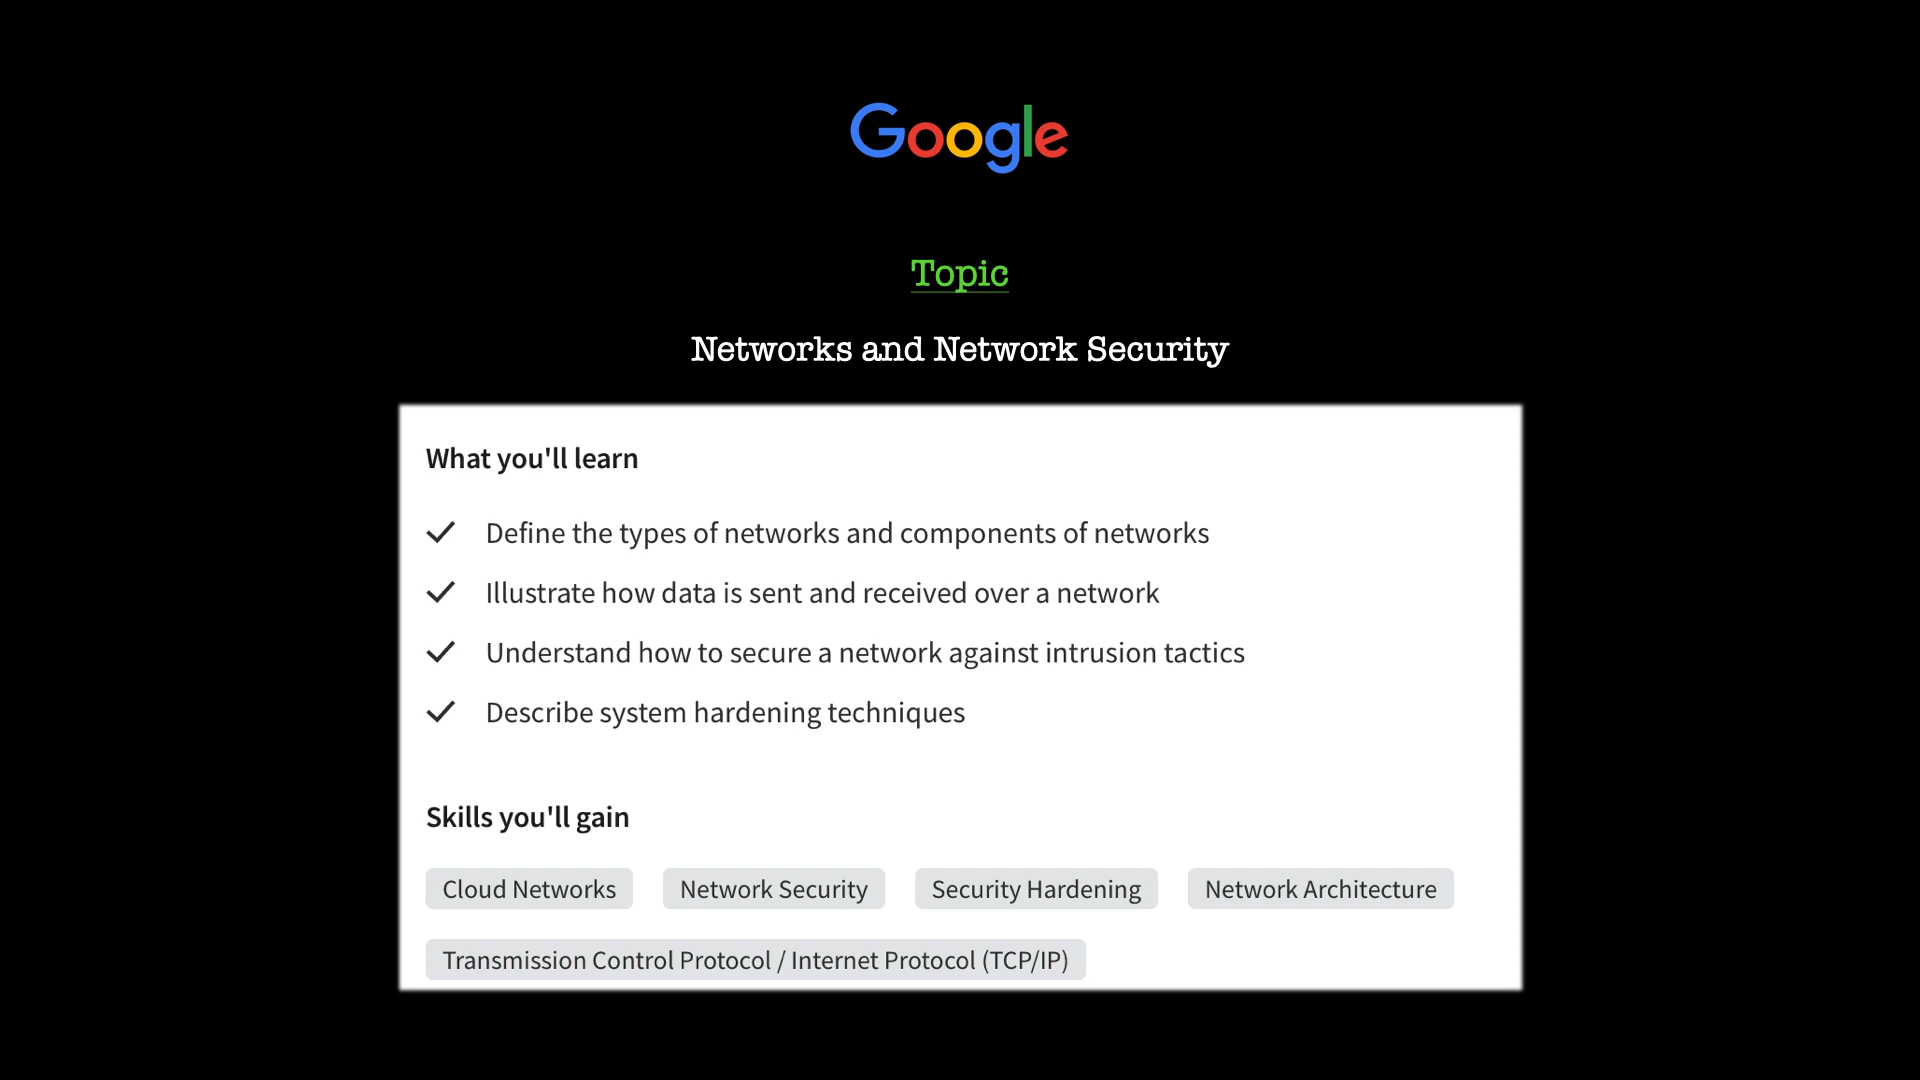 Google
Topic
Networks and Network Security
What you'll learn
Define the types of networks and components of networks
Illustrate how data is sent and received over a network
Understand how to secure a network against intrusion tactics
Describe system hardening techniques
Skills you'll gain
Cloud Networks Network Security Security Hardening Network Architecture
Transmission Control Protocol / Internet Protocol (TCP/IP)